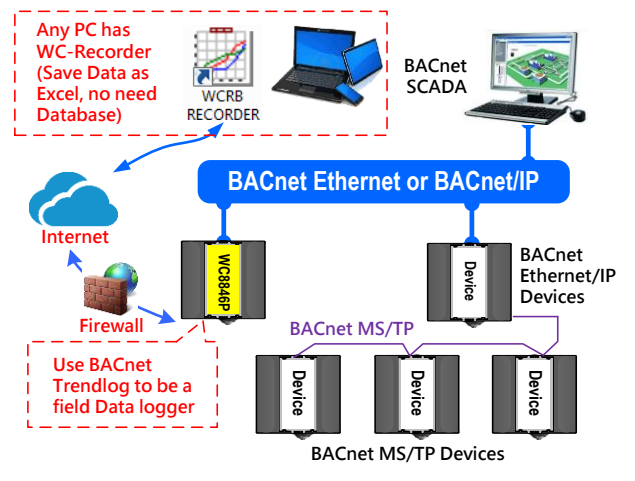 Any PC has
WC-Recorder
(Save Data as
Excel, no need
Database)
WCRB
RECORDER
BACnet
SCADA
BACnet Ethernet or BACnet/IP
Internet
Firewall
WC8846P
Device
BACnet
Ethernet/IP
Devices
BACnet MS/TP
Use BACnet
Trendlog to be a
field Data logger
Device
Device
Device
BACnet MS/TP Devices